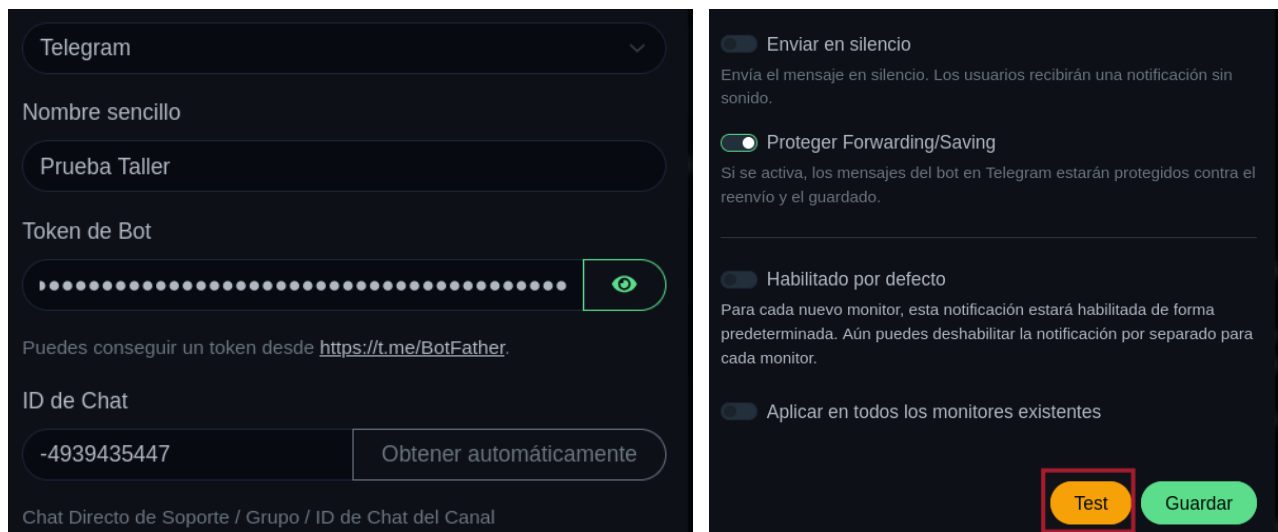 Telegram
Nombre sencillo
Prueba Taller
Token de Bot
Puedes conseguir un token desde https://t.me/BotFather.
ID de Chat
-4939435447
Obtener automáticamente
Chat Directo de Soporte / Grupo / ID de Chat del Canal
Enviar en silencio
Envía el mensaje en silencio. Los usuarios recibirán una notificación sin
sonido.
Proteger Forwarding/Saving
Si se activa, los mensajes del bot en Telegram estarán protegidos contra el
reenvío y el guardado.
Habilitado por defecto
Para cada nuevo monitor, esta notificación estará habilitada de forma
predeterminada. Aún puedes deshabilitar la notificación por separado para
cada monitor.
Aplicar en todos los monitores existentes
Test
Guardar